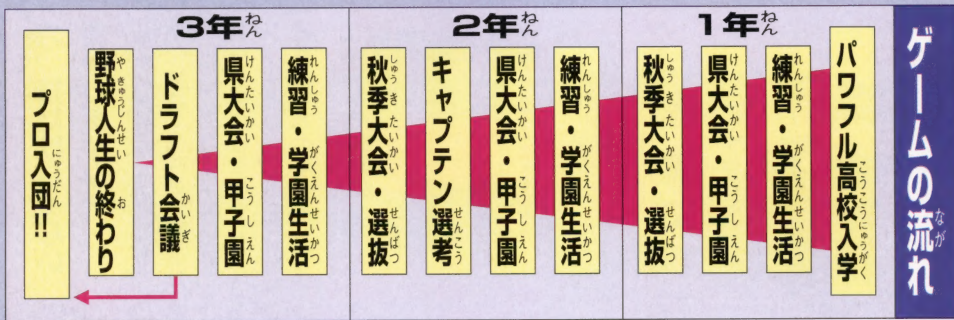 ゲームの流れ
1年
パワフル高校入学
練習・学園生活
県大会・甲子園
秋季大会・選抜
2年
練習・学園生活
県大会・甲子園
キャプテン選考
秋季大会・選抜
3年
練習・学園生活
県大会・甲子園
ドラフト会議
野球人生の終わり
プロ入団!!